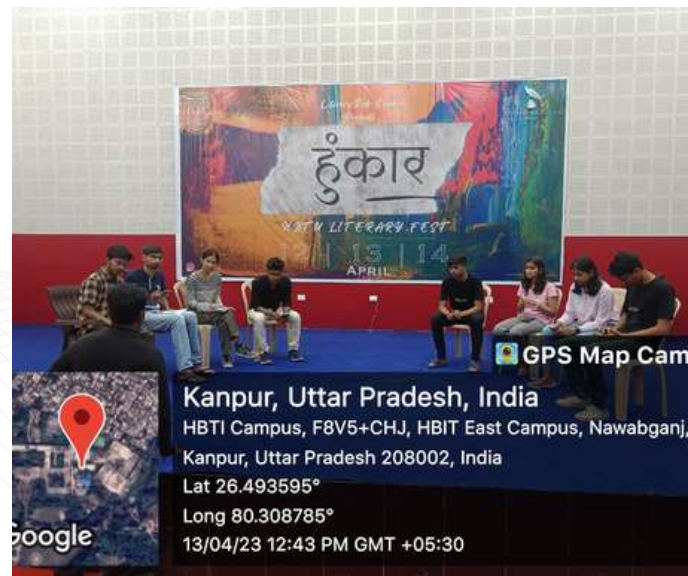 हुंकार
HBTU LITERARY FEST
12 | 13 | 14
APRIL
GPS Map Cam
Kanpur, Uttar Pradesh, India
HBTI Campus, F8V5+CHJ, HBIT East Campus, Nawabganj,
Kanpur, Uttar Pradesh 208002, India
Lat 26.493595°
Long 80.308785°
13/04/23 12:43 PM GMT +05:30
Google